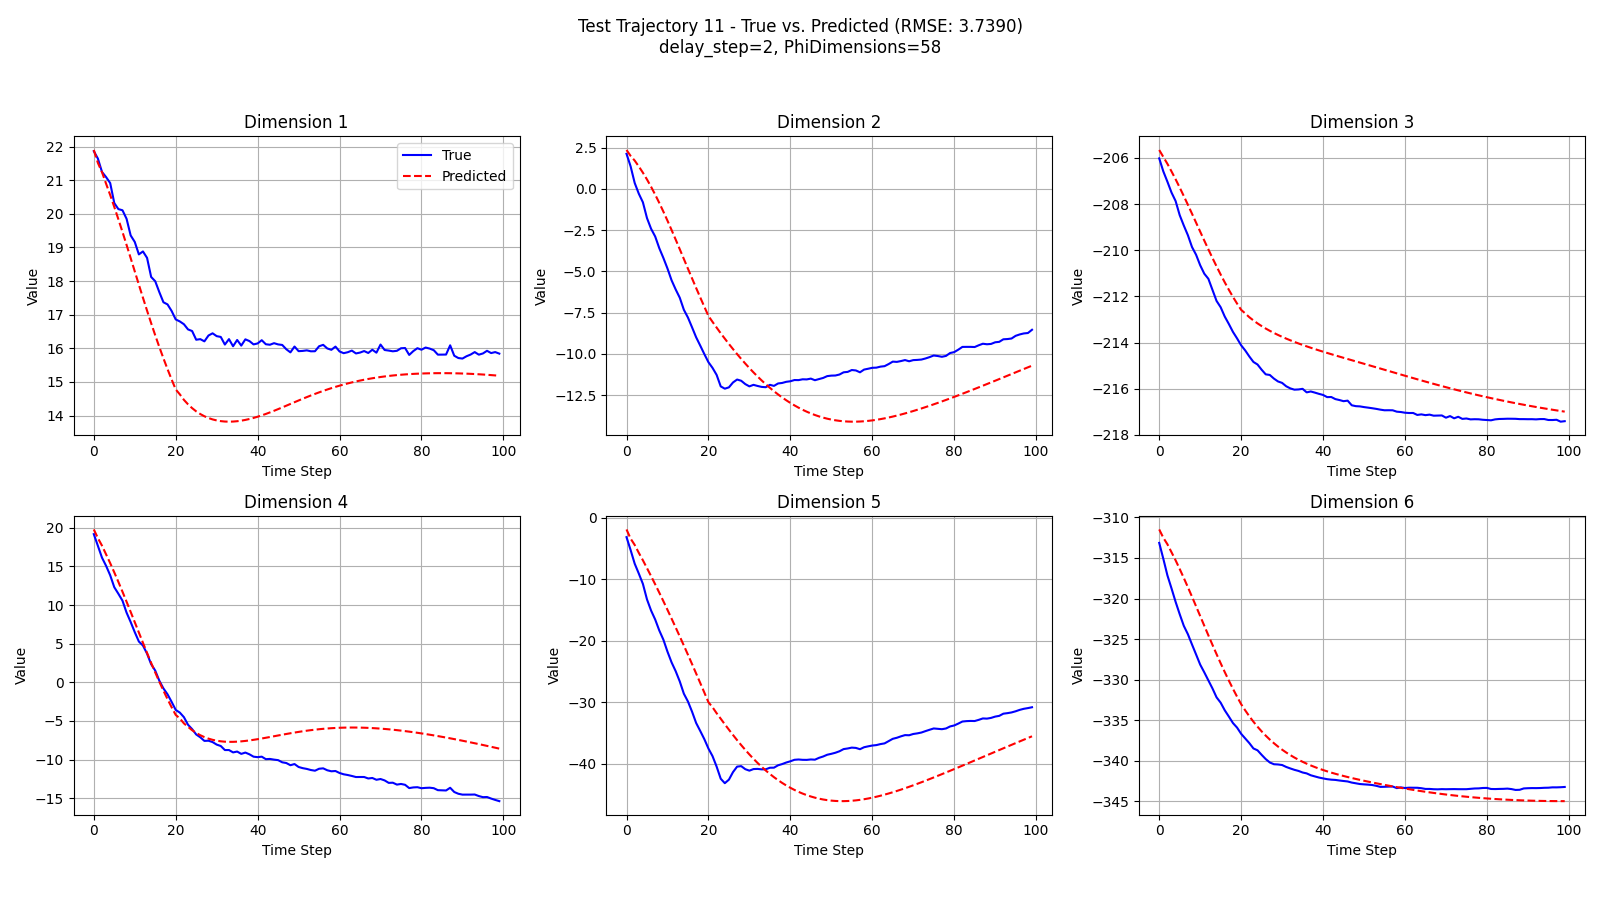 Test Trajectory 11 - True vs. Predicted (RMSE: 3.7390)
delay_step=2, PhiDimensions=58
Dimension 1
22
21
20
19
18
17
16
15
14
Value
0 20 40 60 80 100
Time Step
True
Predicted
Dimension 2
2.5
0.0
−2.5
−5.0
−7.5
−10.0
−12.5
Value
0 20 40 60 80 100
Time Step
Dimension 3
−206
−208
−210
−212
−214
−216
−218
Value
0 20 40 60 80 100
Time Step
Dimension 4
20
15
10
5
0
−5
−10
−15
Value
0 20 40 60 80 100
Time Step
Dimension 5
0
−10
−20
−30
−40
Value
0 20 40 60 80 100
Time Step
Dimension 6
−310
−315
−320
−325
−330
−335
−340
−345
Value
0 20 40 60 80 100
Time Step